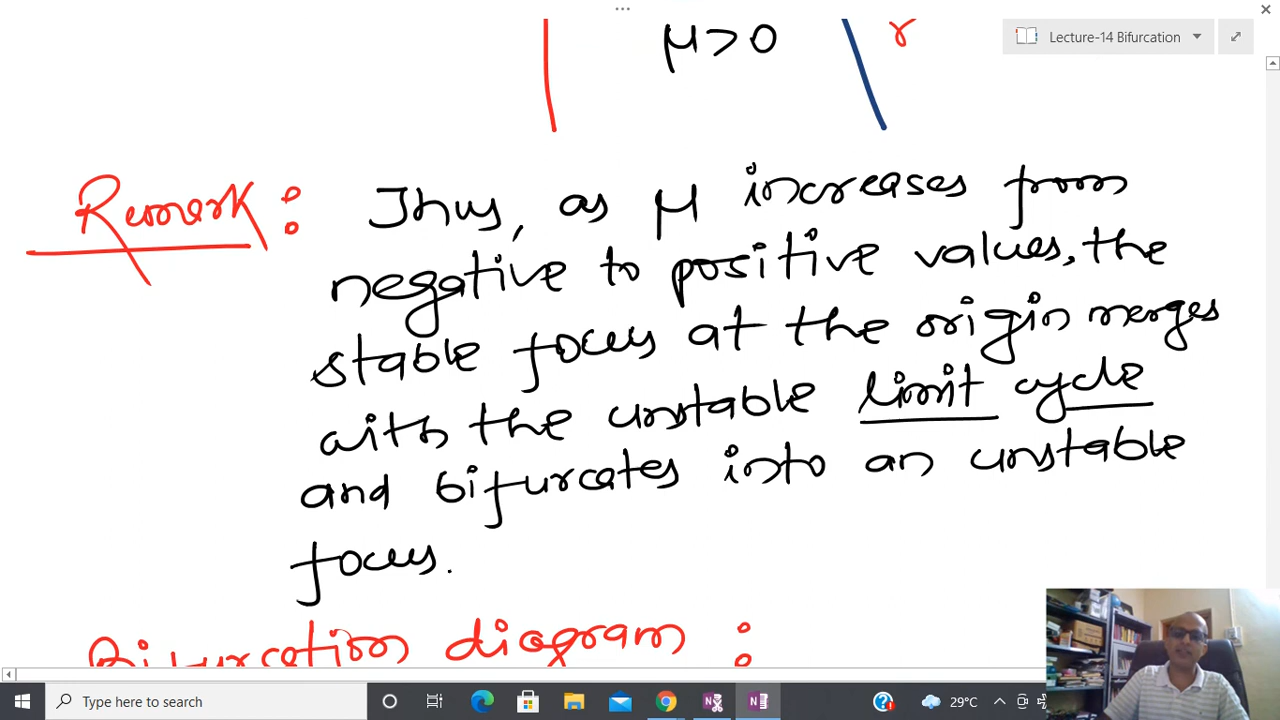 μ>0
r
Lecture-14 Bifurcation
Remark: Thus, as μ increases from
negative to positive values, the
stable focus at the origin merges
with the unstable limit cycle
and bifurcates into an unstable
focus.
Bifurcation diagram:
Type here to search
29°C